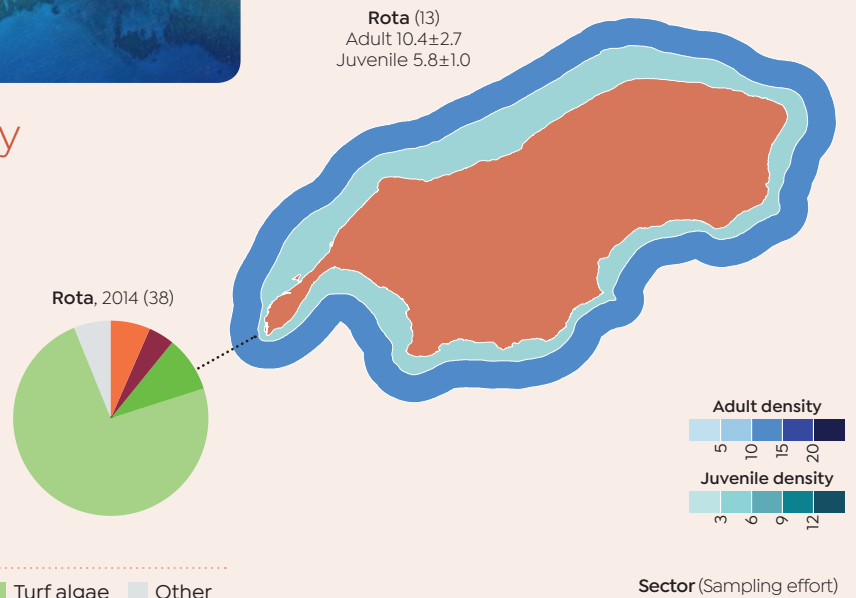 Rota (13)
Adult 10.4±2.7
Juvenile 5.8±1.0
y
Rota, 2014 (38)
Adult density
5 10 15 20
Juvenile density
3 6 9 12
Turf algae Other
Sector (Sampling effort)